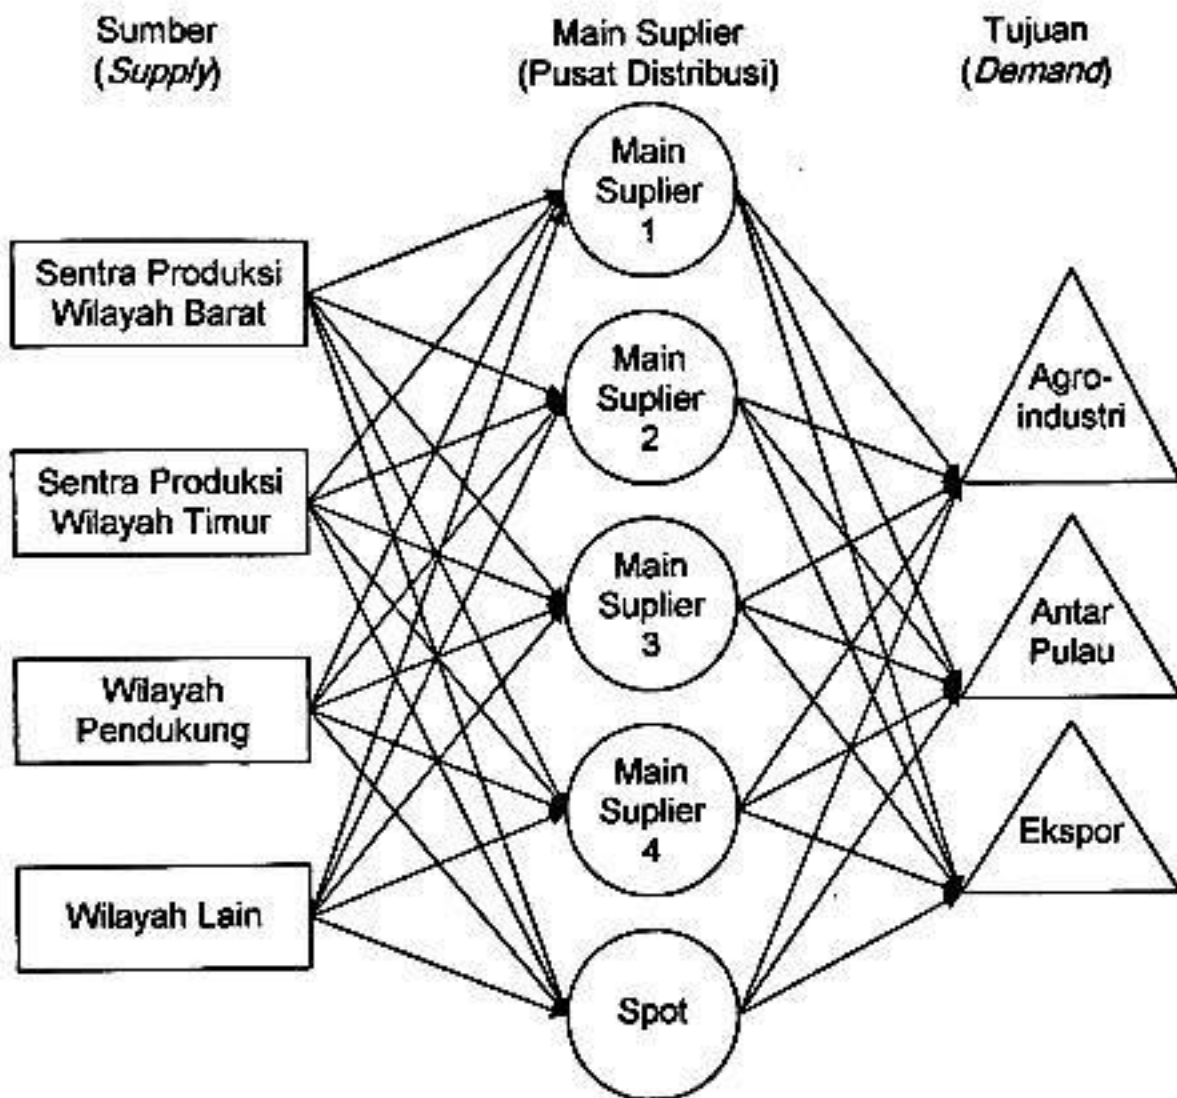 Sumber
(Supply)
Main Suplier
(Pusat Distribusi)
Tujuan
(Demand)
Sentra Produksi
Wilayah Barat
Sentra Produksi
Wilayah Timur
Wilayah
Pendukung
Wilayah Lain
Main
Suplier
1
Main
Suplier
2
Main
Suplier
3
Main
Suplier
4
Spot
Agro-
industri
Antar
Pulau
Ekspor